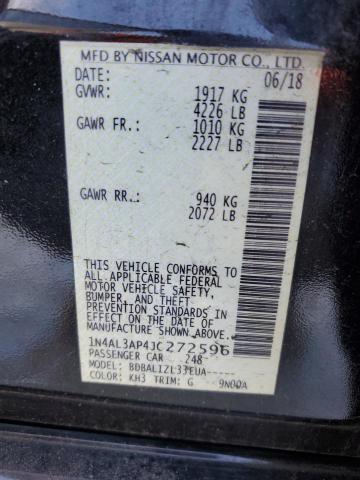 MFD BY NISSAN MOTOR CO., LTD.
DATE: 06/18
GVWR: 1917 KG
4226 LB
GAWR FR.: 1010 KG
2227 LB
GAWR RR.: 940 KG
2072 LB
THIS VEHICLE CONFORMS TO
ALL APPLICABLE FEDERAL
MOTOR VEHICLE SAFETY,
BUMPER, AND THEFT
PREVENTION STANDARDS IN
EFFECT ON THE DATE OF
MANUFACTURE SHOWN ABOVE.
1N4AL3AP4JC272596
PASSENGER CAR 248
MODEL: BDBALIZL33EUA
COLOR: KH3 TRIM: G 9N00A